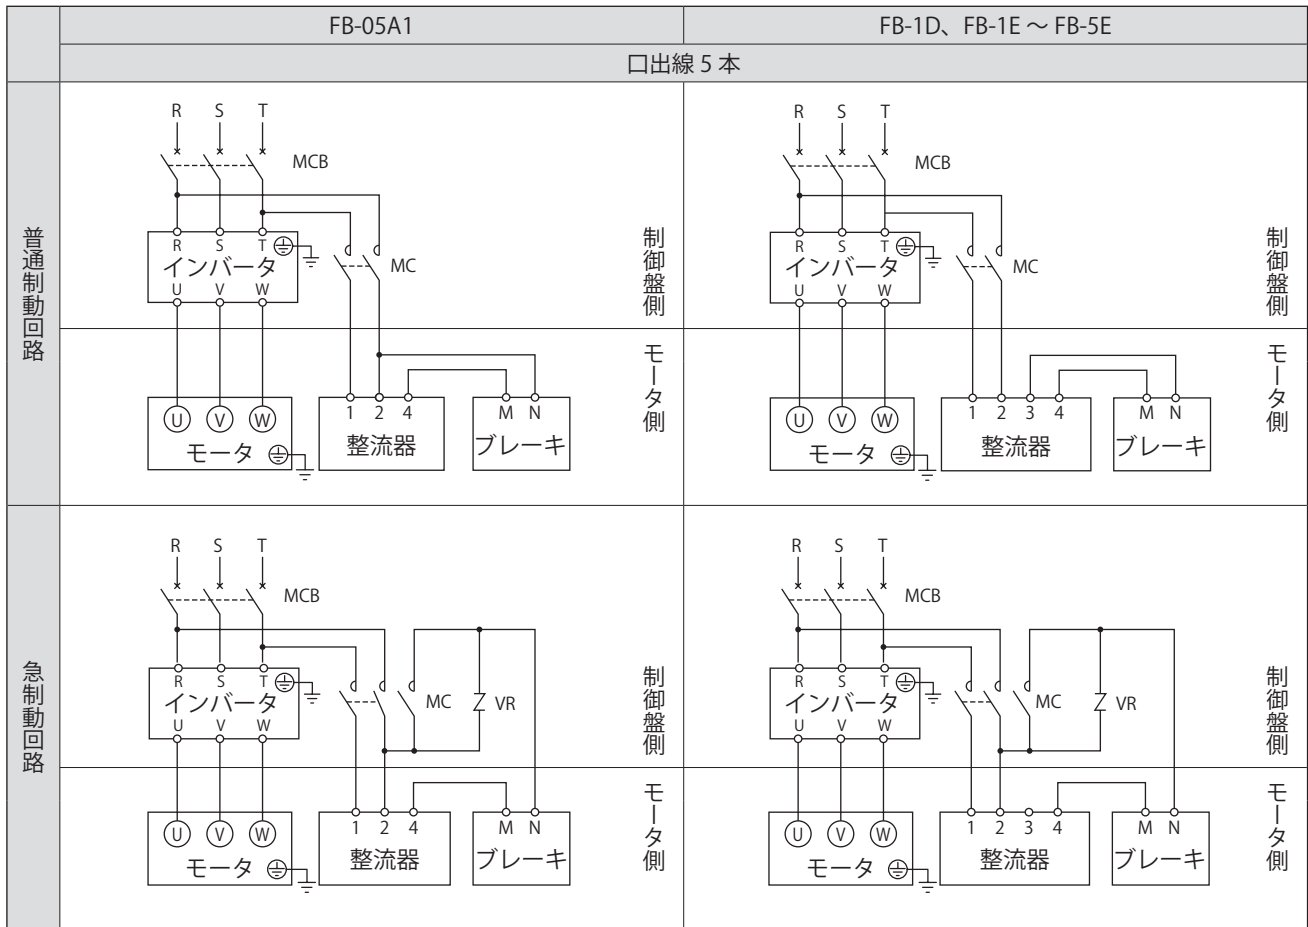 FB-05A1
FB-1D、FB-1E ～ FB-5E
口出線 5 本
普通制動回路
R S T
MCB
R S T
インバータ
U V W
MC
制御盤側
モータ側
U V W
モータ
1 2 4
整流器
M N
ブレーキ
R S T
MCB
R S T
インバータ
U V W
MC
制御盤側
モータ側
U V W
モータ
1 2 3 4
整流器
M N
ブレーキ
急制動回路
R S T
MCB
R S T
インバータ
U V W
MC
VR
制御盤側
モータ側
U V W
モータ
1 2 4
整流器
M N
ブレーキ
R S T
MCB
R S T
インバータ
U V W
MC
VR
制御盤側
モータ側
U V W
モータ
1 2 3 4
整流器
M N
ブレーキ